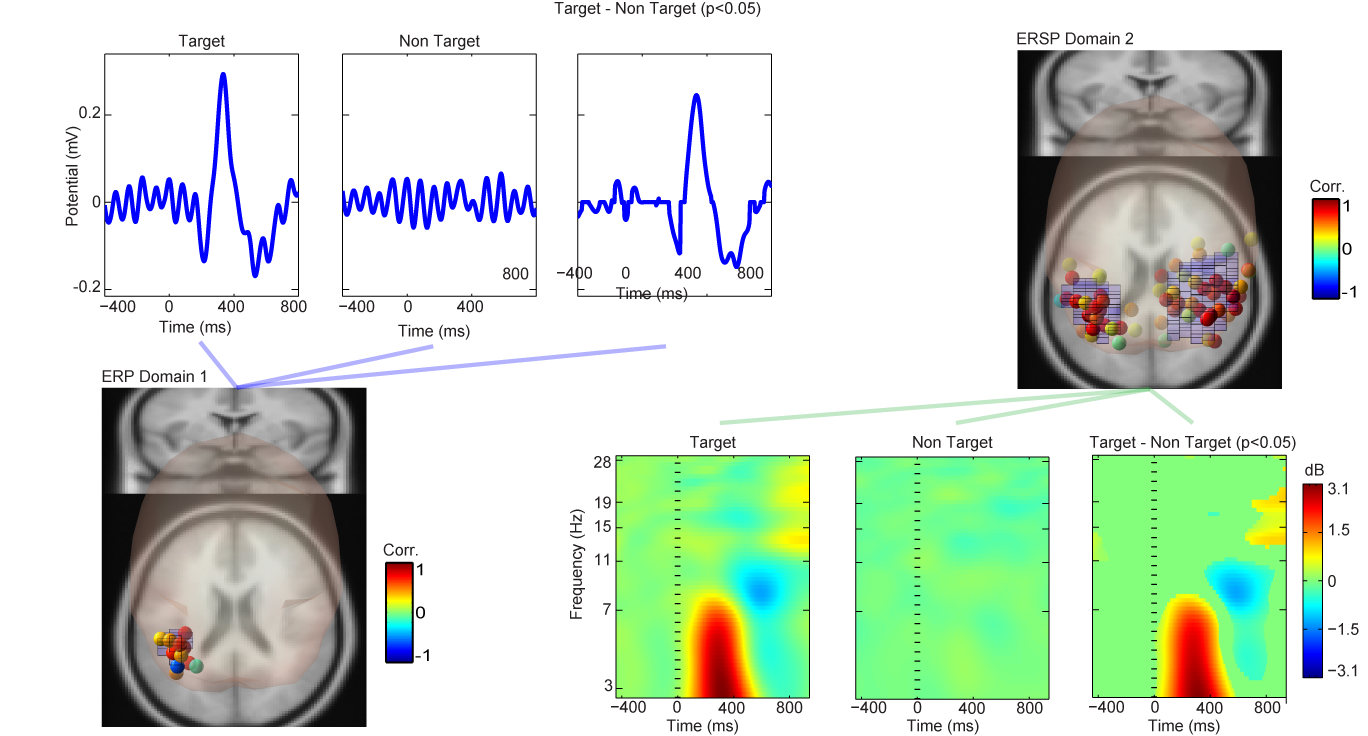 Target - Non Target (p<0.05)
Target
Non Target
Potential (mV)
0.2
0
-0.2
−400 0 400 800
Time (ms)
−400 0 400
800
Time (ms)
−400 0 400 800
Time (ms)
ERSP Domain 2
Corr.
1
0
-1
ERP Domain 1
Corr.
1
0
-1
Target
Non Target
Target - Non Target (p<0.05)
Frequency (Hz)
28
19
15
11
7
3
−400 0 400 800
Time (ms)
−400 0 400 800
Time (ms)
−400 0 400 800
Time (ms)
dB
3.1
1.5
0
−1.5
−3.1